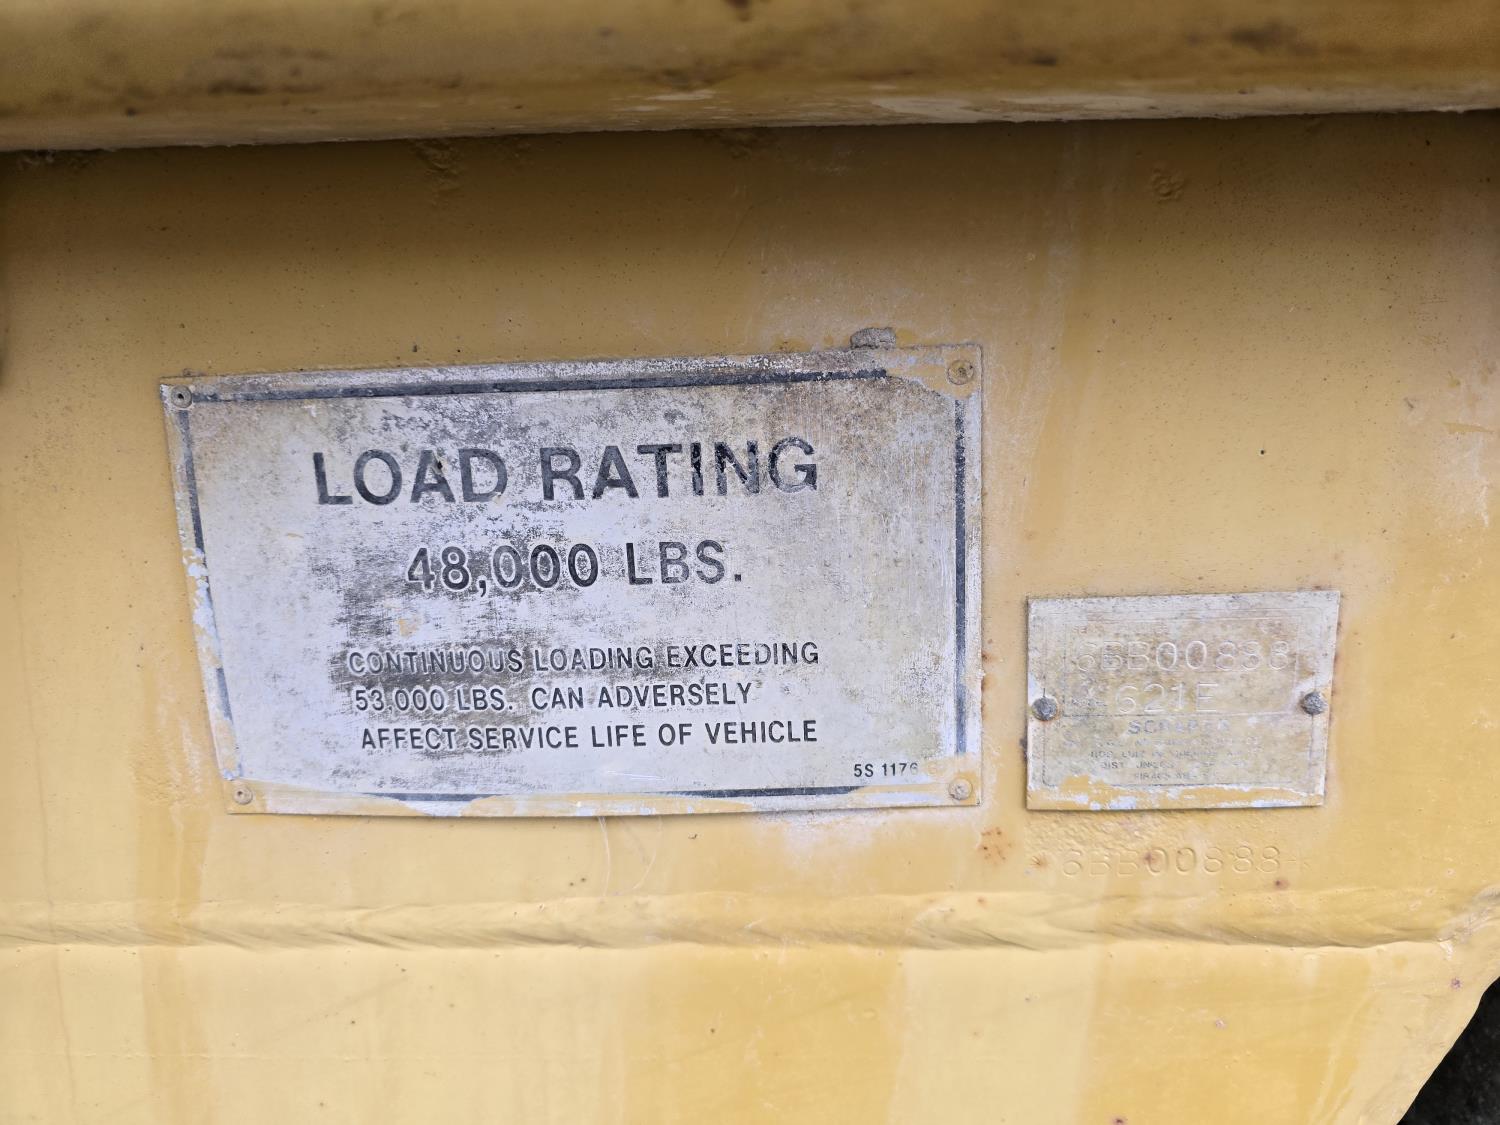 LOAD RATING
48,000 LBS.
CONTINUOUS LOADING EXCEEDING
53,000 LBS. CAN ADVERSELY
AFFECT SERVICE LIFE OF VEHICLE
5S 1176
6BB00888
621E
SCRAPER
6BB00888